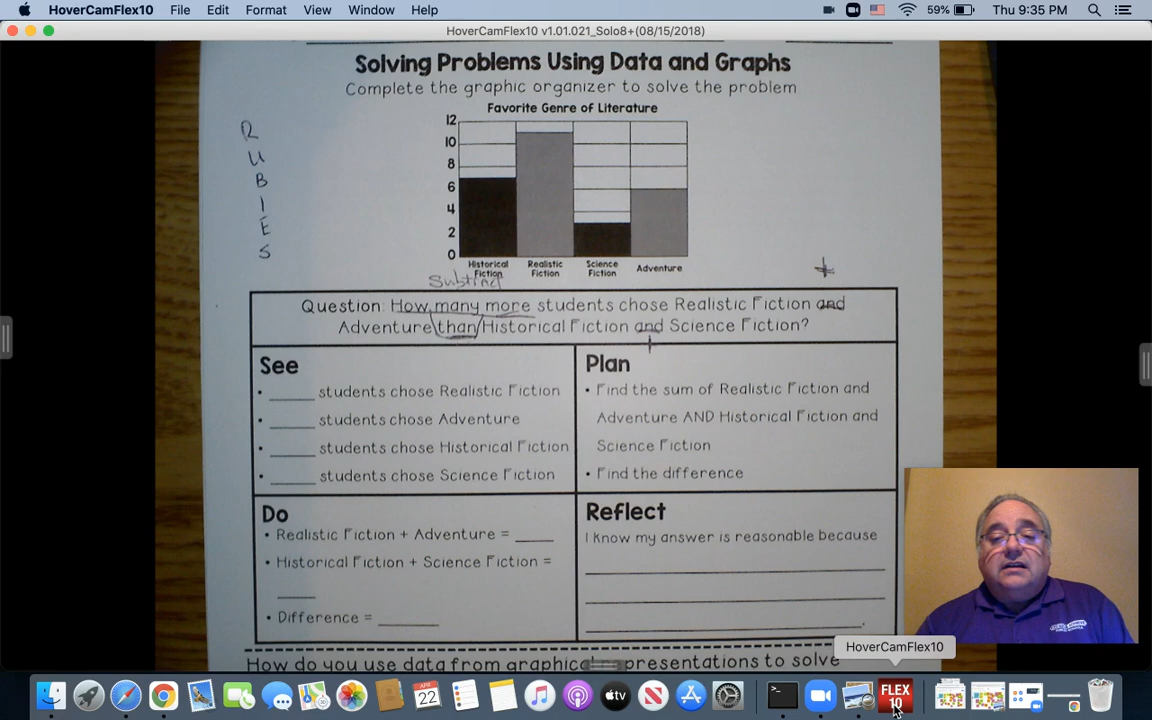 HoverCamFlex10 File Edit Format View Window Help 59% Thu 9:35 PM
HoverCamFlex10 v1.01.021_Solo8+(08/15/2018)
Solving Problems Using Data and Graphs
Complete the graphic organizer to solve the problem
Favorite Genre of Literature
12
10
8
6
4
2
0
Historical Fiction
Realistic Fiction
Science Fiction
Adventure
R
U
B
I
E
S
Subtract
+
Question: How many more students chose Realistic Fiction and
Adventure than Historical Fiction and Science Fiction?
+
See
• _____ students chose Realistic Fiction
• _____ students chose Adventure
• _____ students chose Historical Fiction
• _____ students chose Science Fiction
Plan
• Find the sum of Realistic Fiction and
Adventure AND Historical Fiction and
Science Fiction
• Find the difference
Do
• Realistic Fiction + Adventure = ____
• Historical Fiction + Science Fiction =
____
• Difference = ______
Reflect
I know my answer is reasonable because
HoverCamFlex10
How do you use data from graphic representations to solve
APR
22
tv
FLEX
10